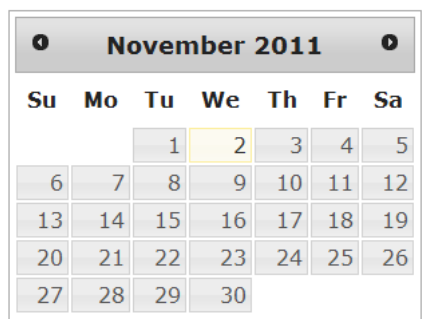 November 2011
Su Mo Tu We Th Fr Sa
1 2 3 4 5
6 7 8 9 10 11 12
13 14 15 16 17 18 19
20 21 22 23 24 25 26
27 28 29 30